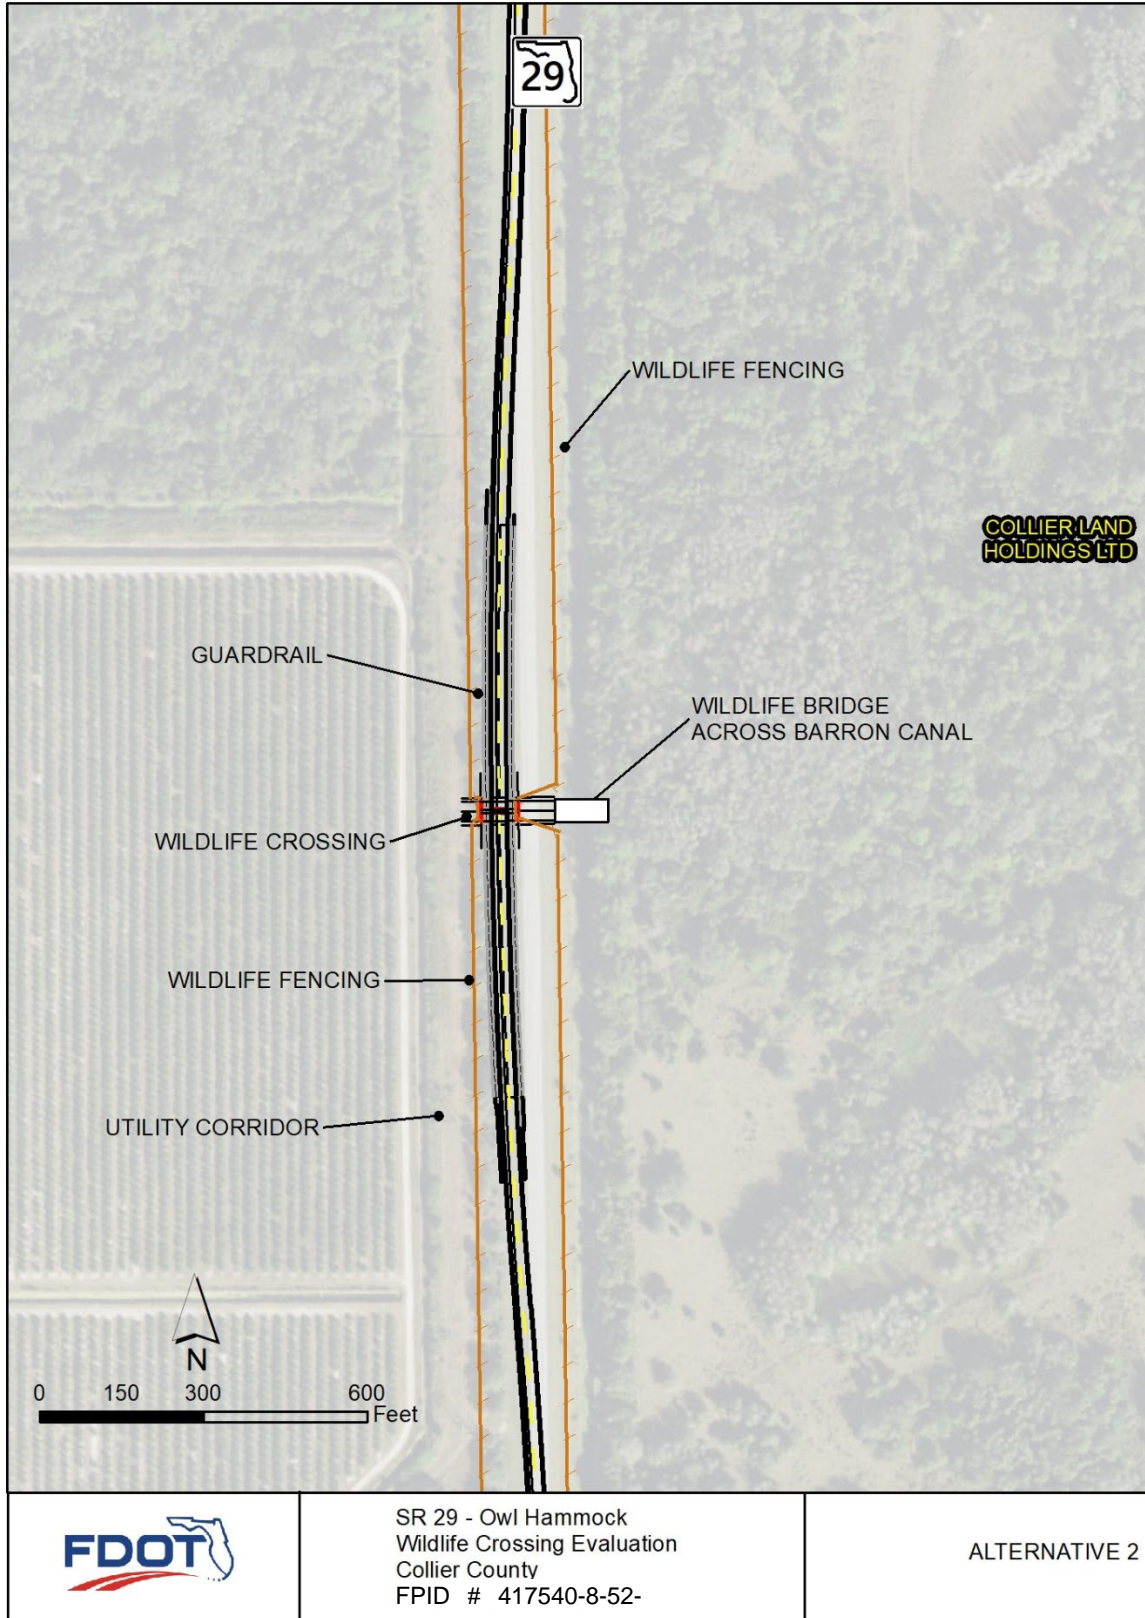 29
WILDLIFE FENCING
COLLIER LAND
HOLDINGS LTD
GUARDRAIL
WILDLIFE BRIDGE
ACROSS BARRON CANAL
WILDLIFE CROSSING
WILDLIFE FENCING
UTILITY CORRIDOR
N
0 150 300 600
Feet
FDOT
SR 29 - Owl Hammock
Wildlife Crossing Evaluation
Collier County
FPID # 417540-8-52-
ALTERNATIVE 2